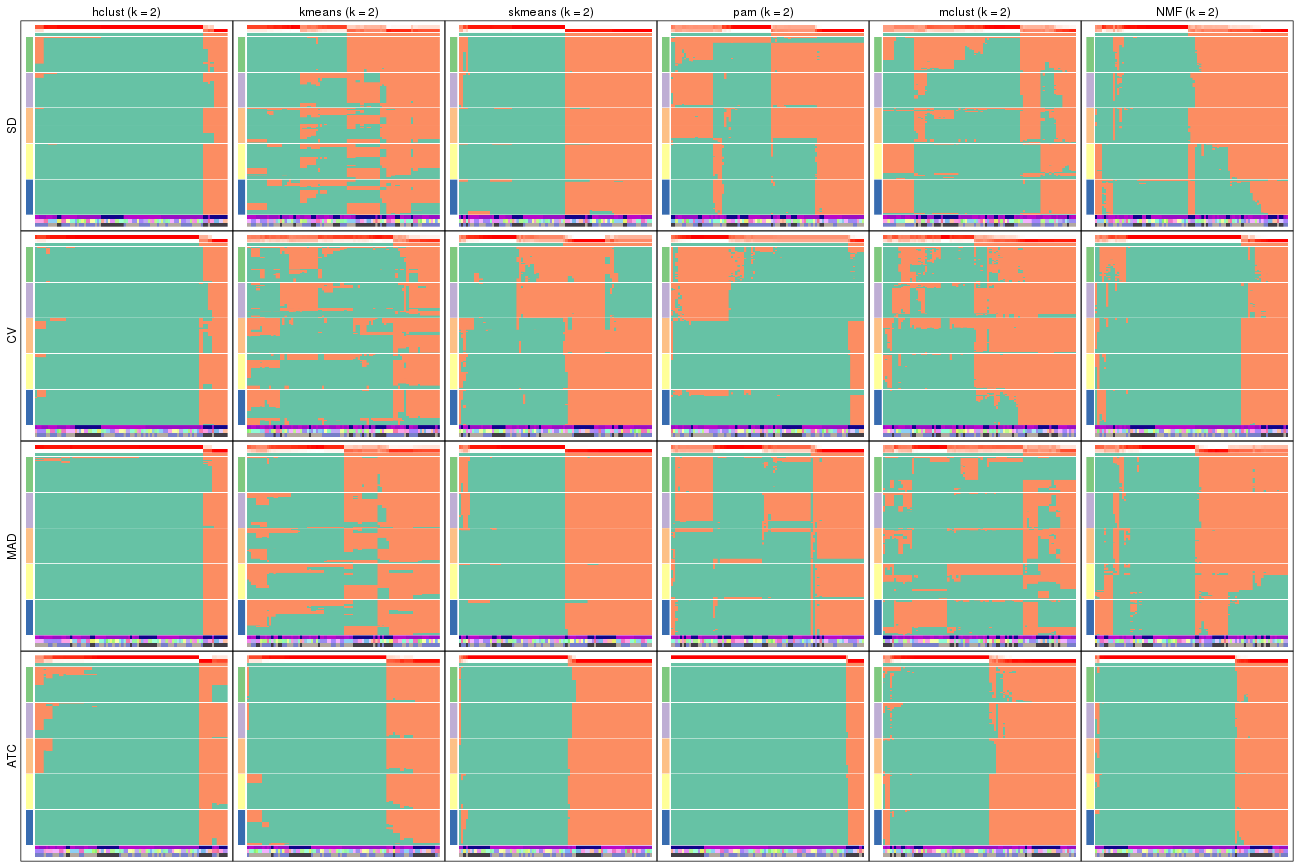 hclust (k = 2) kmeans (k = 2) skmeans (k = 2) pam (k = 2) mclust (k = 2) NMF (k = 2)
SD
CV
MAD
ATC